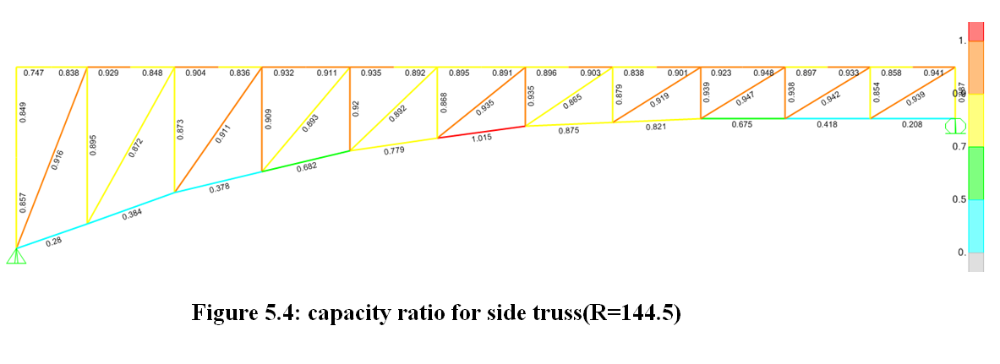 1.
0.747 0.838 0.929 0.848 0.904 0.836 0.932 0.911 0.935 0.892 0.895 0.891 0.896 0.903 0.838 0.901 0.923 0.948 0.897 0.933 0.858 0.941
0.849 0.895 0.873 0.909 0.92 0.868 0.935 0.879 0.939 0.938 0.854
0.916 0.872 0.911 0.893 0.892 0.935 0.865 0.919 0.947 0.942 0.939
0.857
0.28 0.384 0.378 0.682 0.779 1.015 0.875 0.821 0.675 0.418 0.208
0.7
0.5
0.
Figure 5.4: capacity ratio for side truss(R=144.5)